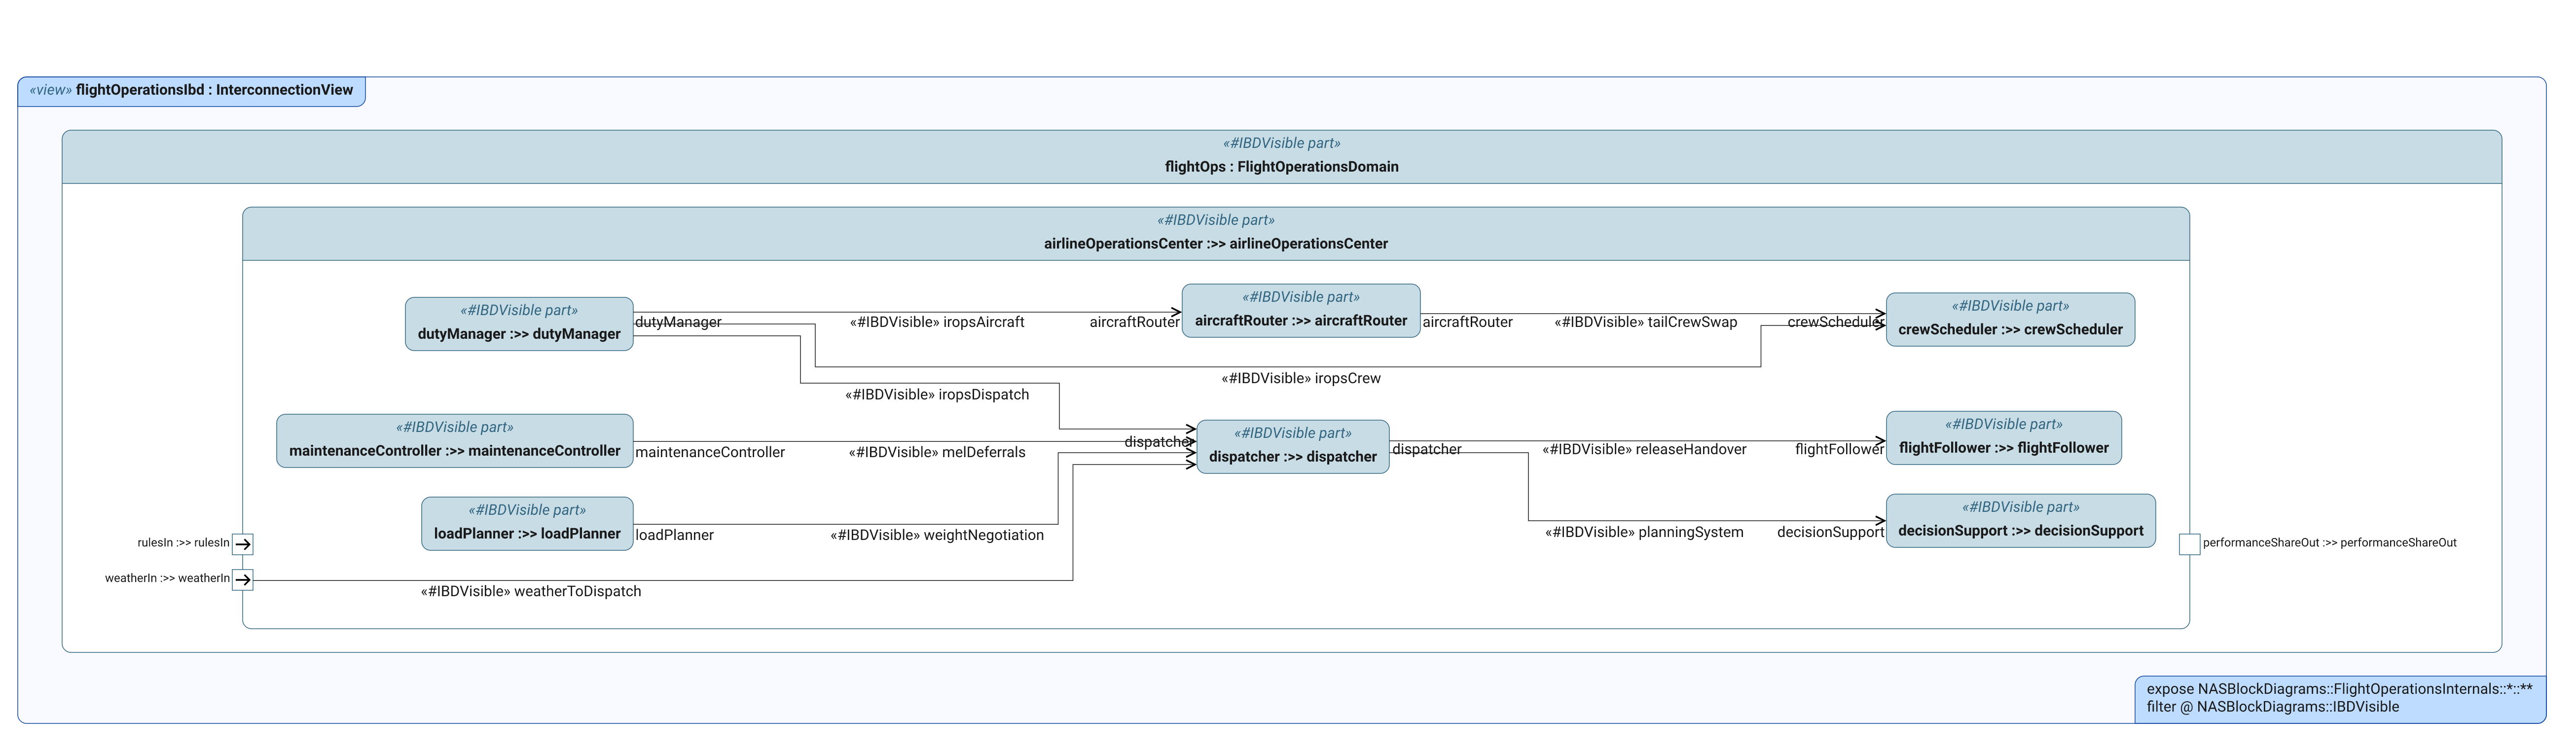 «view» flightOperationsIbd : InterconnectionView
«#IBDVisible part»
flightOps : FlightOperationsDomain
«#IBDVisible part»
airlineOperationsCenter :>> airlineOperationsCenter
«#IBDVisible part»
dutyManager :>> dutyManager
dutyManager
«#IBDVisible» iropsAircraft
aircraftRouter
«#IBDVisible part»
aircraftRouter :>> aircraftRouter
aircraftRouter
«#IBDVisible» tailCrewSwap
crewScheduler
«#IBDVisible part»
crewScheduler :>> crewScheduler
«#IBDVisible» iropsCrew
«#IBDVisible» iropsDispatch
«#IBDVisible part»
maintenanceController :>> maintenanceController
maintenanceController
«#IBDVisible» melDeferrals
dispatcher
«#IBDVisible part»
dispatcher :>> dispatcher
dispatcher
«#IBDVisible» releaseHandover
flightFollower
«#IBDVisible part»
flightFollower :>> flightFollower
«#IBDVisible part»
loadPlanner :>> loadPlanner
loadPlanner
«#IBDVisible» weightNegotiation
«#IBDVisible» planningSystem
decisionSupport
«#IBDVisible part»
decisionSupport :>> decisionSupport
rulesIn :>> rulesIn
performanceShareOut :>> performanceShareOut
weatherIn :>> weatherIn
«#IBDVisible» weatherToDispatch
expose NASBlockDiagrams::FlightOperationsInternals::*::**
filter @ NASBlockDiagrams::IBDVisible